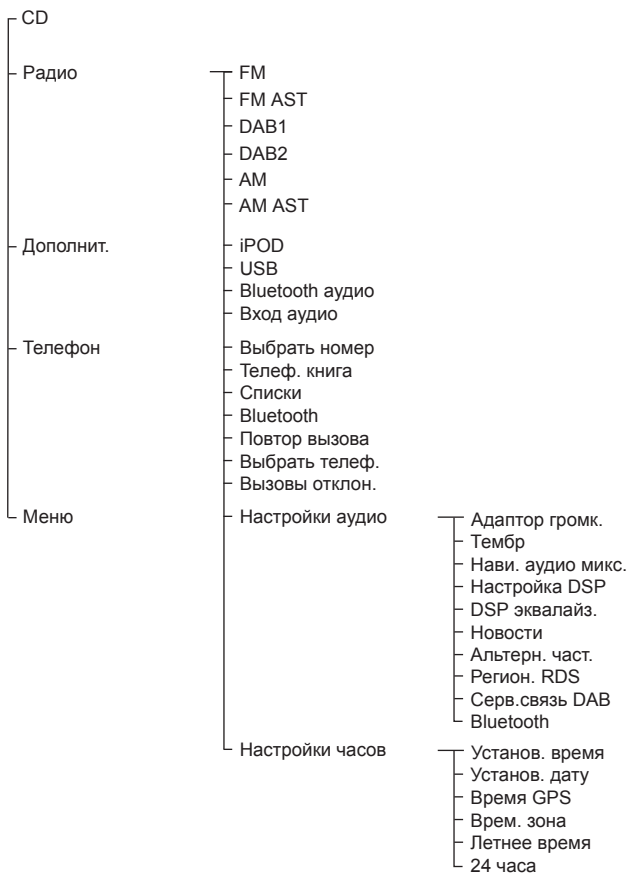 CD
Радио
FM
FM AST
DAB1
DAB2
AM
AM AST
Дополнит.
iPOD
USB
Bluetooth аудио
Вход аудио
Телефон
Выбрать номер
Телеф. книга
Списки
Bluetooth
Повтор вызова
Выбрать телеф.
Вызовы отклон.
Меню
Настройки аудио
Адаптор громк.
Тембр
Нави. аудио микс.
Настройка DSP
DSP эквалайз.
Новости
Альтерн. част.
Регион. RDS
Серв.связь DAB
Bluetooth
Настройки часов
Установ. время
Установ. дату
Время GPS
Врем. зона
Летнее время
24 часа